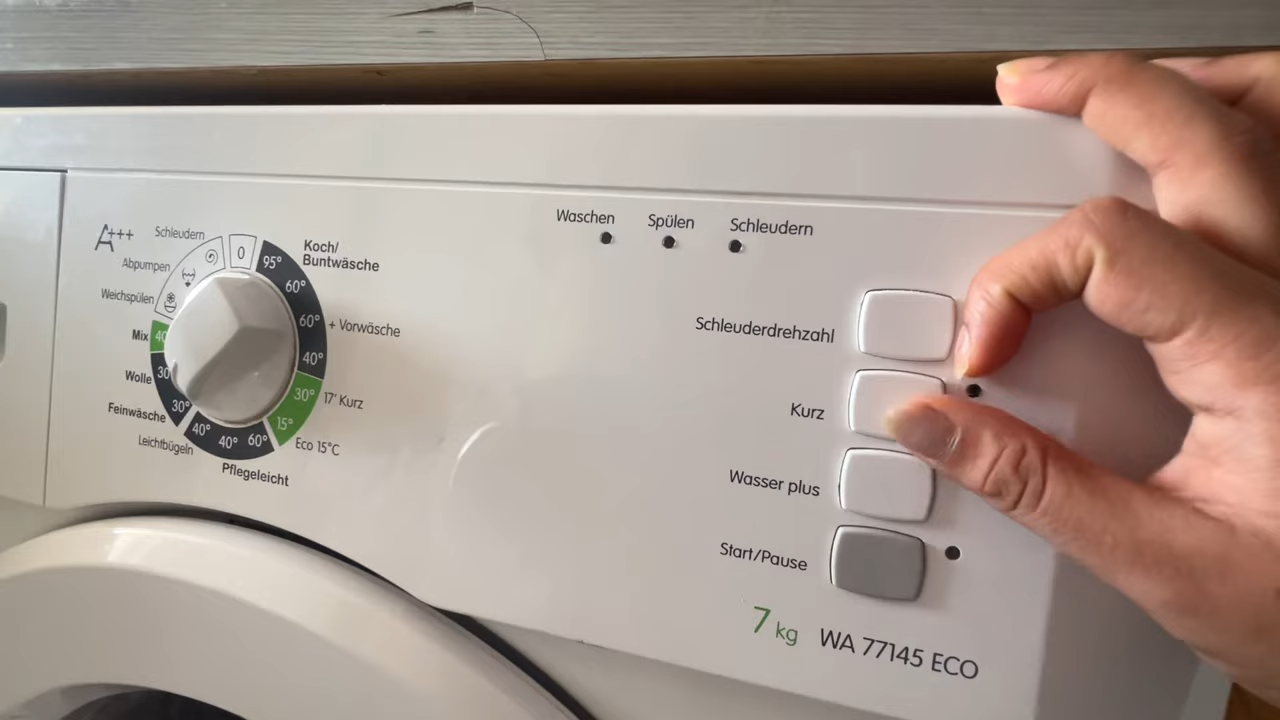 A+++
Schleudern
0
Abpumpen
Weichspülen
Mix
40
Wolle
30
Feinwäsche
30°
Leichtbügeln
40°
40°
60°
Pflegeleicht
95°
Koch/
Buntwäsche
60°
60°
+ Vorwäsche
40°
30°
17' Kurz
15°
Eco 15°C
Waschen
Spülen
Schleudern
Schleuderdrehzahl
Kurz
Wasser plus
Start/Pause
7 kg WA 77145 ECO